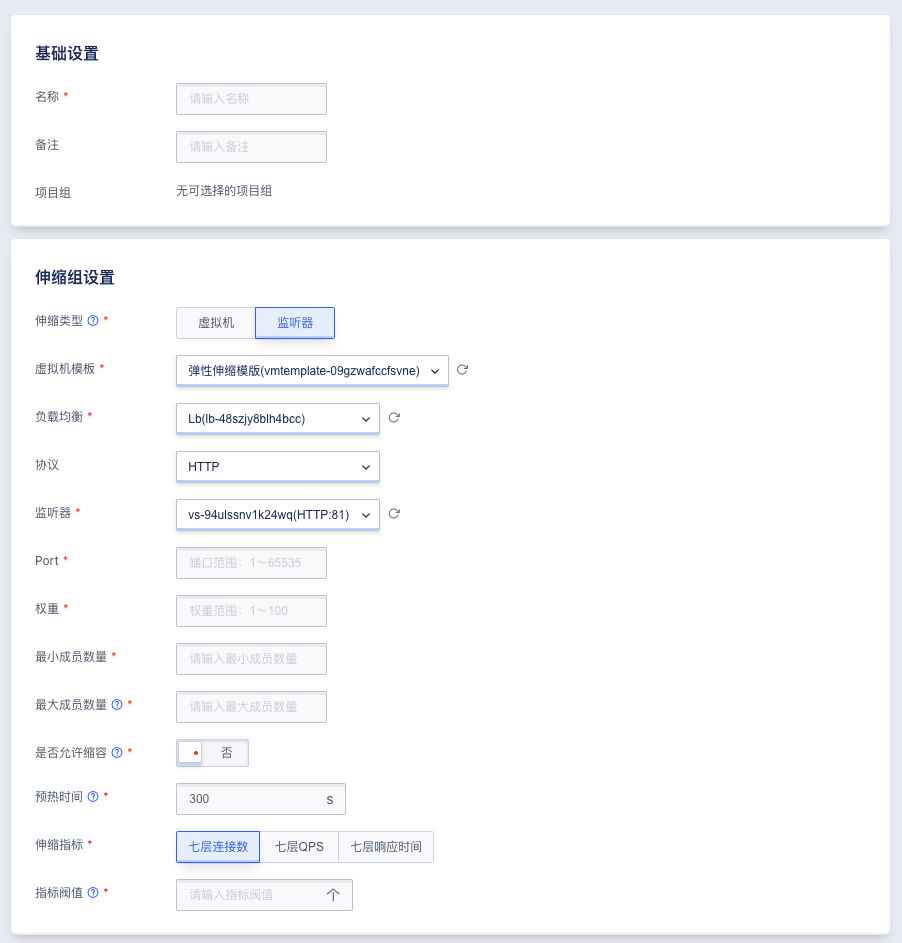 基础设置
名称 *
请输入名称
备注
请输入备注
项目组
无可选择的项目组
伸缩组设置
伸缩类型 *
虚拟机 监听器
虚拟机模板 *
弹性伸缩模版(vmtemplate-09gzwafccfsvne)
负载均衡 *
Lb(lb-48szjy8blh4bcc)
协议
HTTP
监听器 *
vs-94ulssnv1k24wq(HTTP:81)
Port *
端口范围：1～65535
权重 *
权重范围：1～100
最小成员数量 *
请输入最小成员数量
最大成员数量 *
请输入最大成员数量
是否允许缩容 *
否
预热时间 *
300 s
伸缩指标 *
七层连接数 七层QPS 七层响应时间
指标阀值 *
请输入指标阀值 个